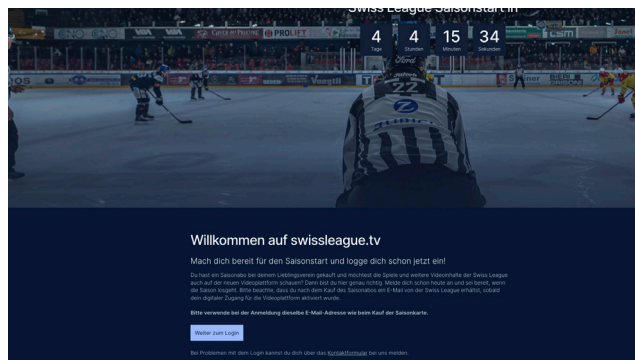 Swiss League Saisonstart in
4 4 15 34
Tage Stunden Minuten Sekunden
PROLIFT
Ford
22
Z
ZURICH
Voegtli
Willkommen auf swissleague.tv
Mach dich bereit für den Saisonstart und logge dich schon jetzt ein!
Du hast ein Saisonabo bei deinem Lieblingsverein gekauft und möchtest die Spiele und weitere Videoinhalte der Swiss League
auch auf der neuen Videoplattform schauen? Dann bist du hier genau richtig. Melde dich schon heute an und sei bereit, wenn
die Saison losgeht. Bitte beachte, dass du nach dem Kauf des Saisonabos ein E-Mail von der Swiss League erhältst, sobald
dein digitaler Zugang für die Videoplattform aktiviert wurde.
Bitte verwende bei der Anmeldung dieselbe E-Mail-Adresse wie beim Kauf der Saisonkarte.
Weiter zum Login
Bei Problemen mit dem Login kannst du dich über das Kontaktformular bei uns melden.